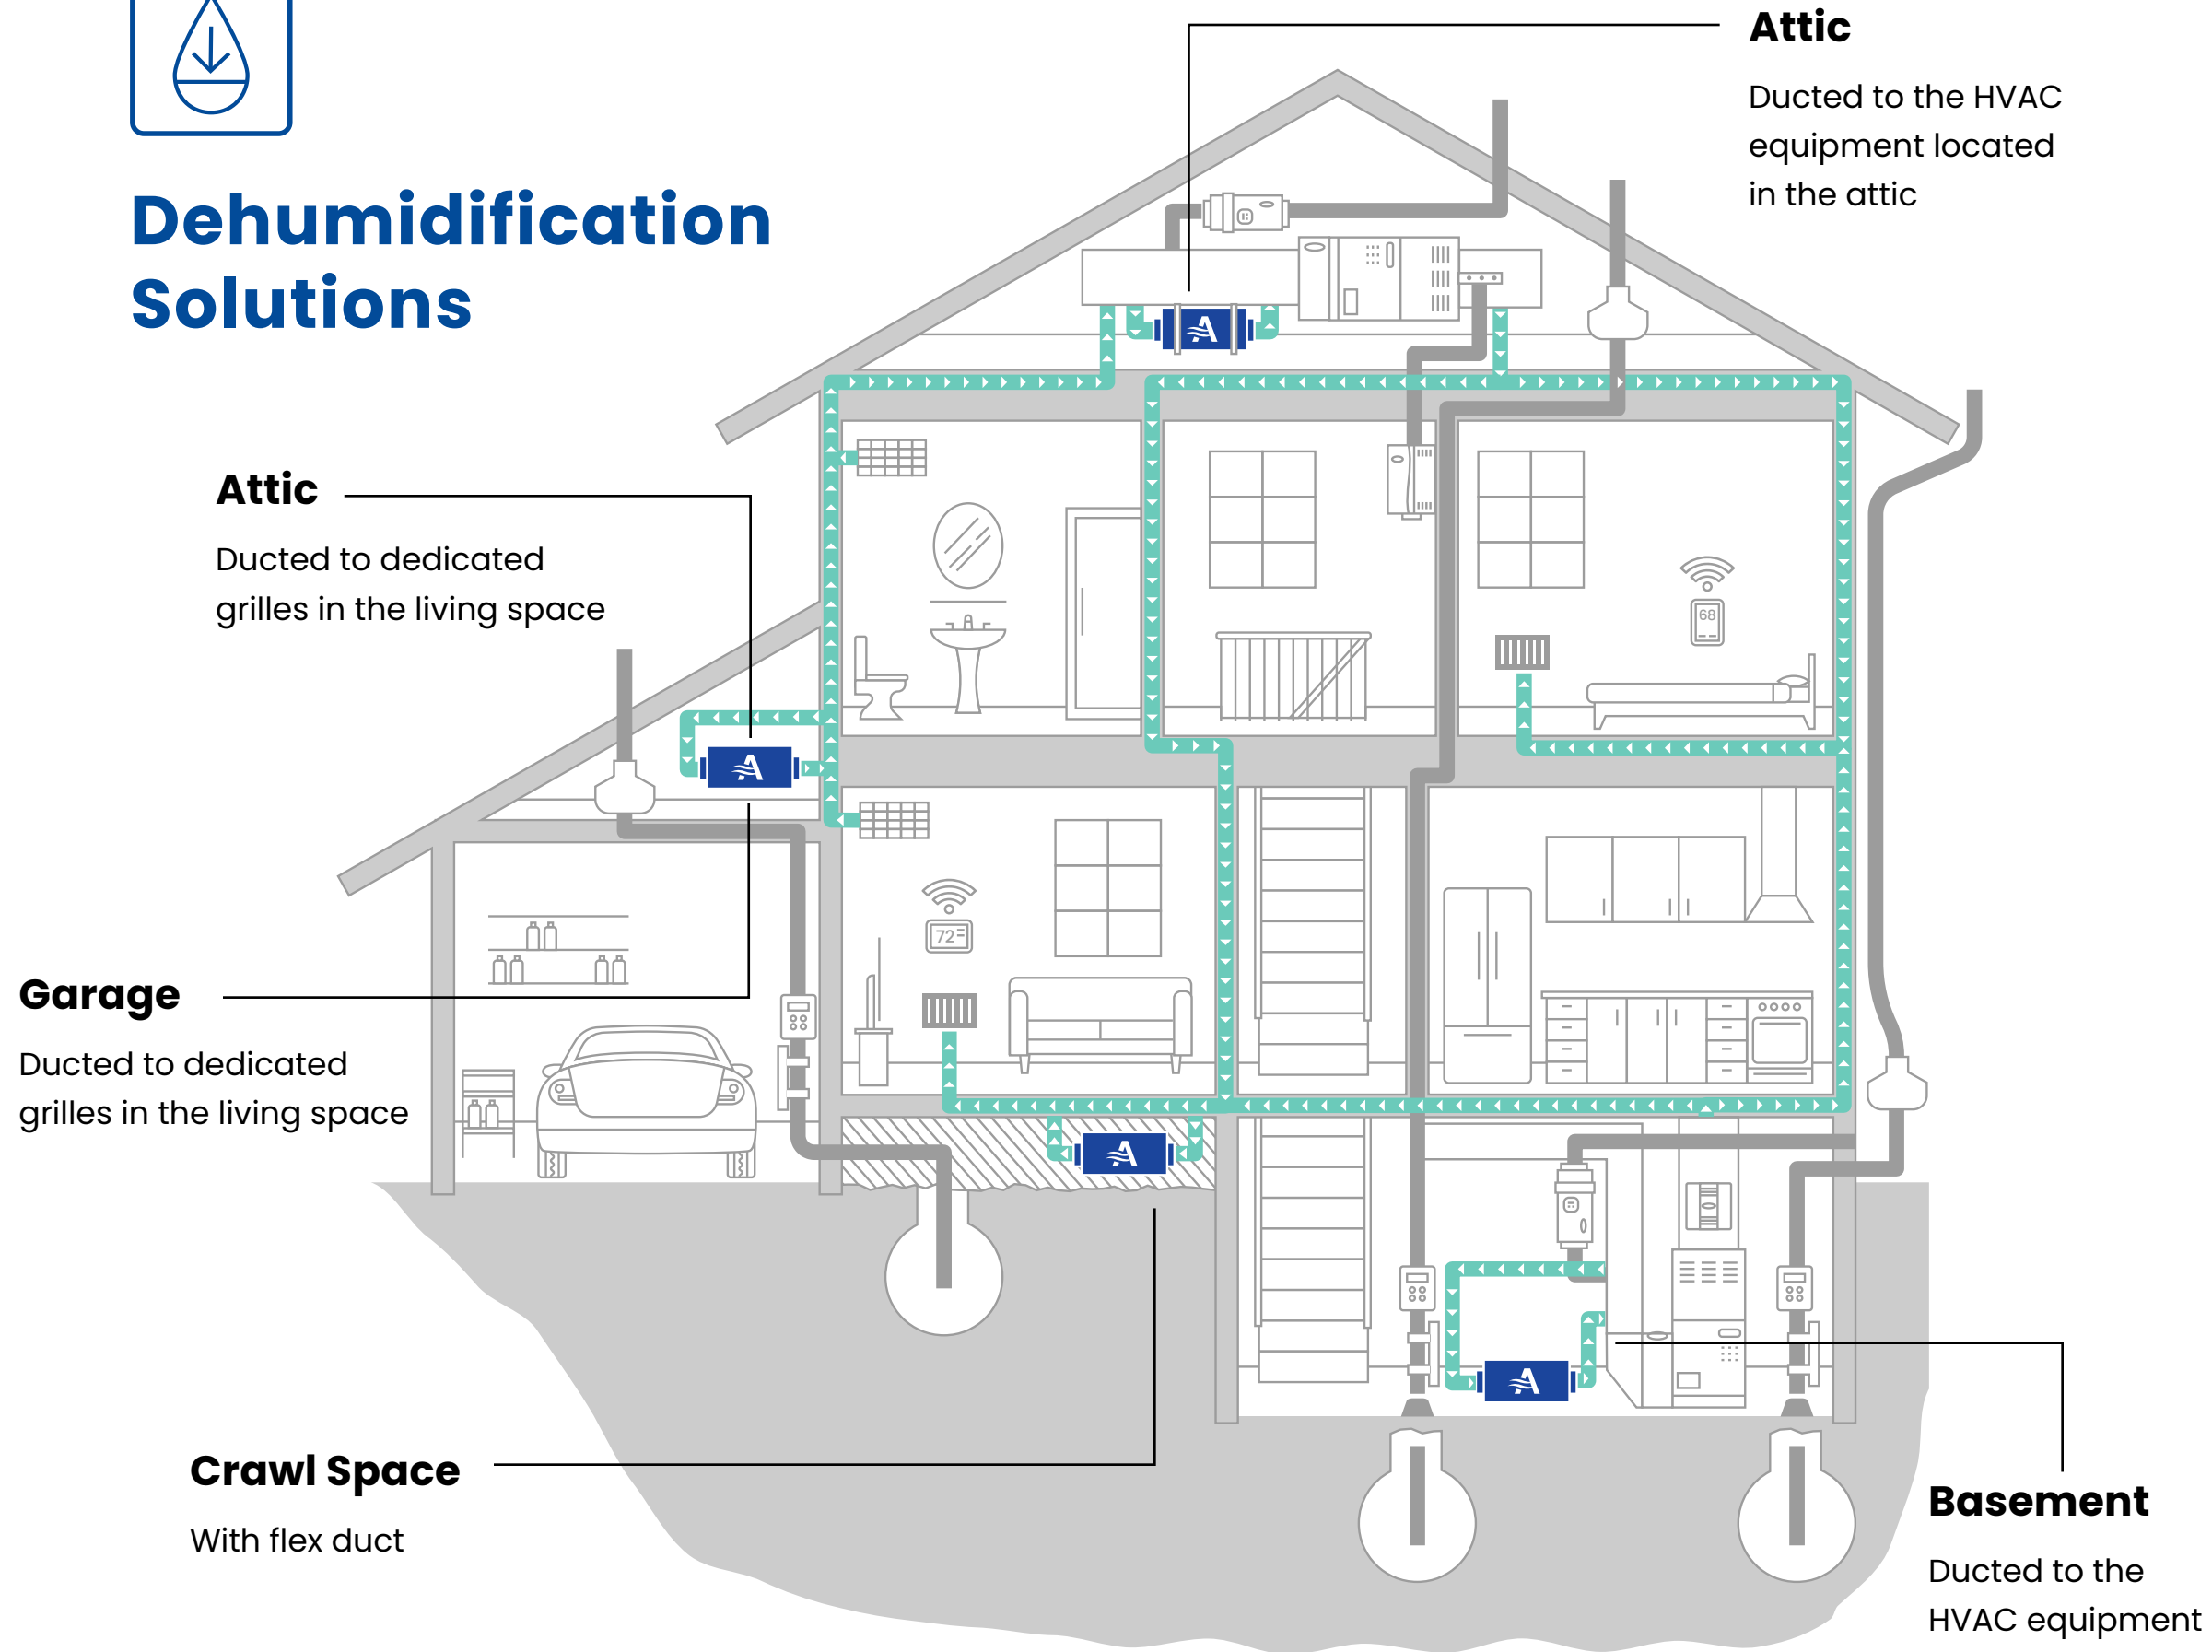 Dehumidification
Solutions
Attic
Ducted to the HVAC
equipment located
in the attic
Attic
Ducted to dedicated
grilles in the living space
68
72
Garage
Ducted to dedicated
grilles in the living space
Crawl Space
With flex duct
Basement
Ducted to the
HVAC equipment
A
A
A
A